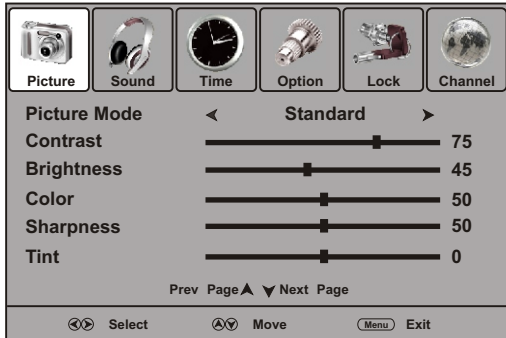 Picture Sound Time Option Lock Channel
Picture Mode Standard
Contrast 75
Brightness 45
Color 50
Sharpness 50
Tint 0
Prev Page Next Page
Select Move Menu Exit